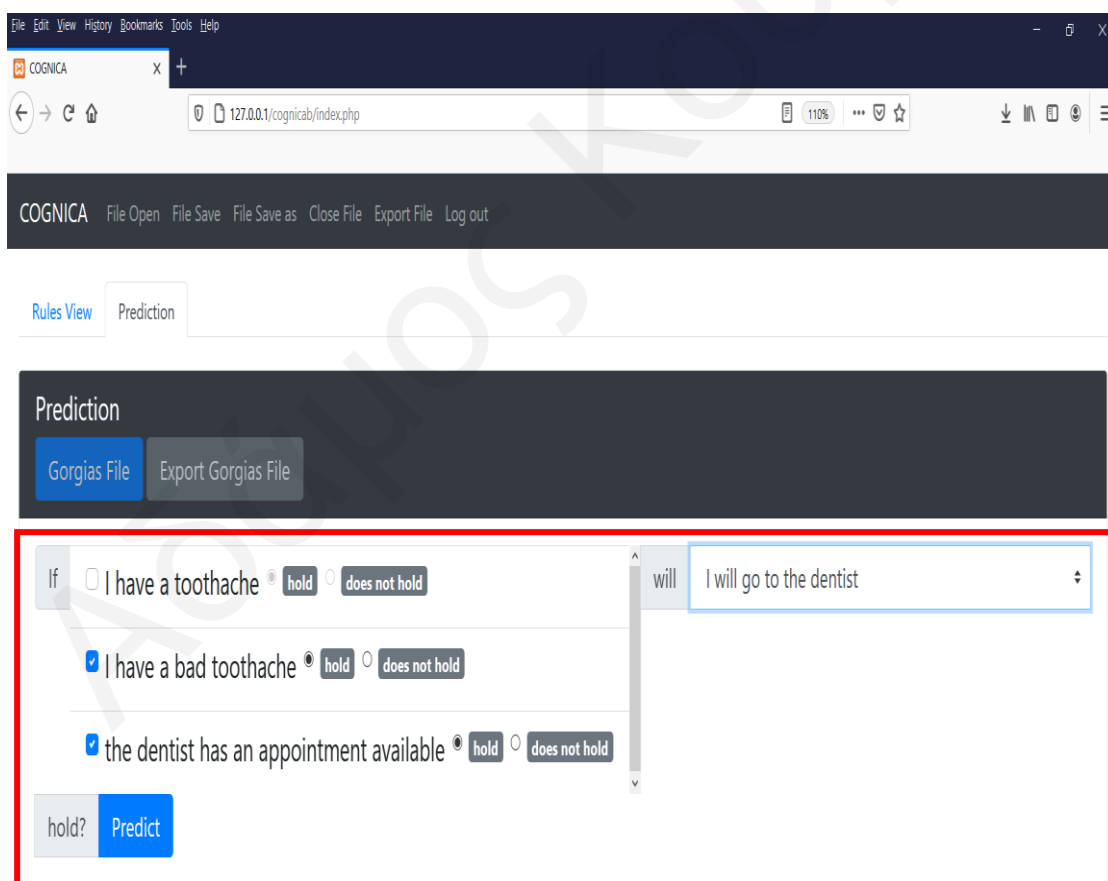 File Edit View History Bookmarks Tools Help
COGNICA
127.0.0.1/cognicab/index.php
110%
COGNICA File Open File Save File Save as Close File Export File Log out
Rules View Prediction
Prediction
Gorgias File Export Gorgias File
If
I have a toothache hold does not hold
will I will go to the dentist
I have a bad toothache hold does not hold
the dentist has an appointment available hold does not hold
hold? Predict
Αδάμος